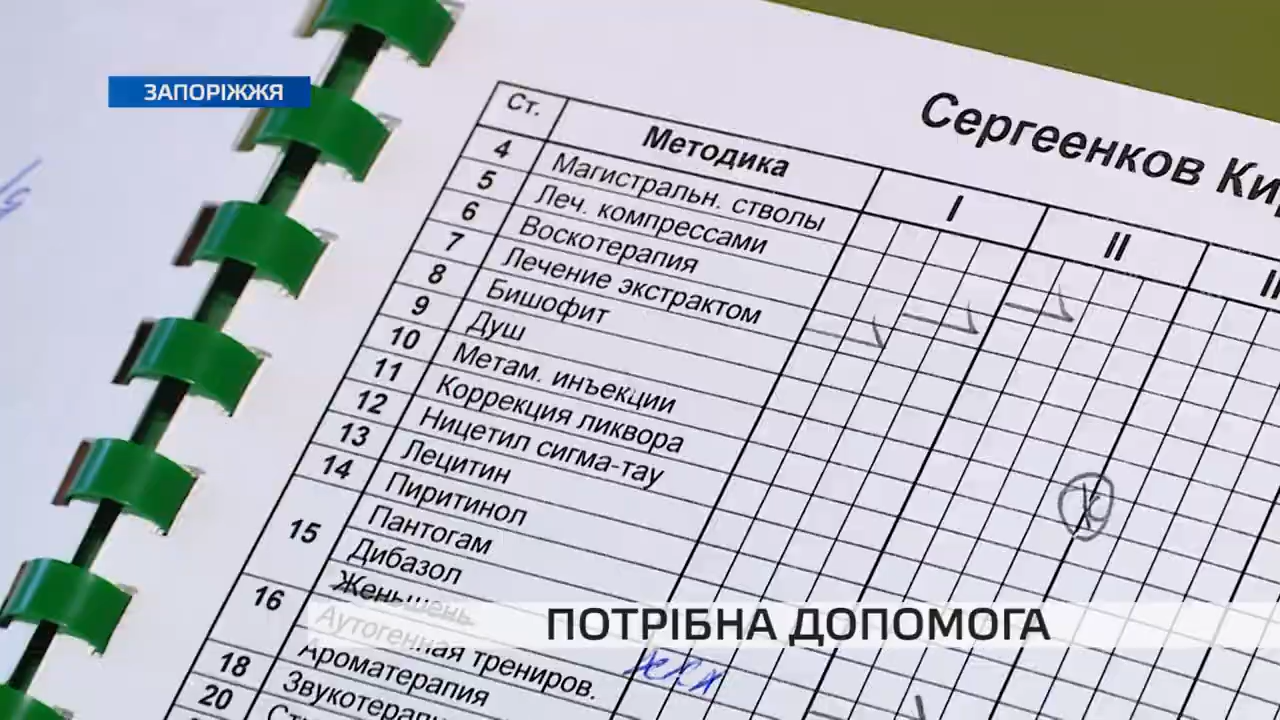 ЗАПОРІЖЖЯ
Сергеенков
Ст. Методика I II
4 Магистральн. стволы
5 Леч. компрессами
6 Воскотерапия
7 Лечение экстрактом
8 Бишофит
9 Душ
10 Метам. инъекции
11 Коррекция ликвора
12 Ницетил сигма-тау
13 Лецитин
14 Пиритинол
15 Пантогам
Дибазол
16 Женьшень
Аутогенная трениров.
18 Ароматерапия
20
ПОТРІБНА ДОПОМОГА